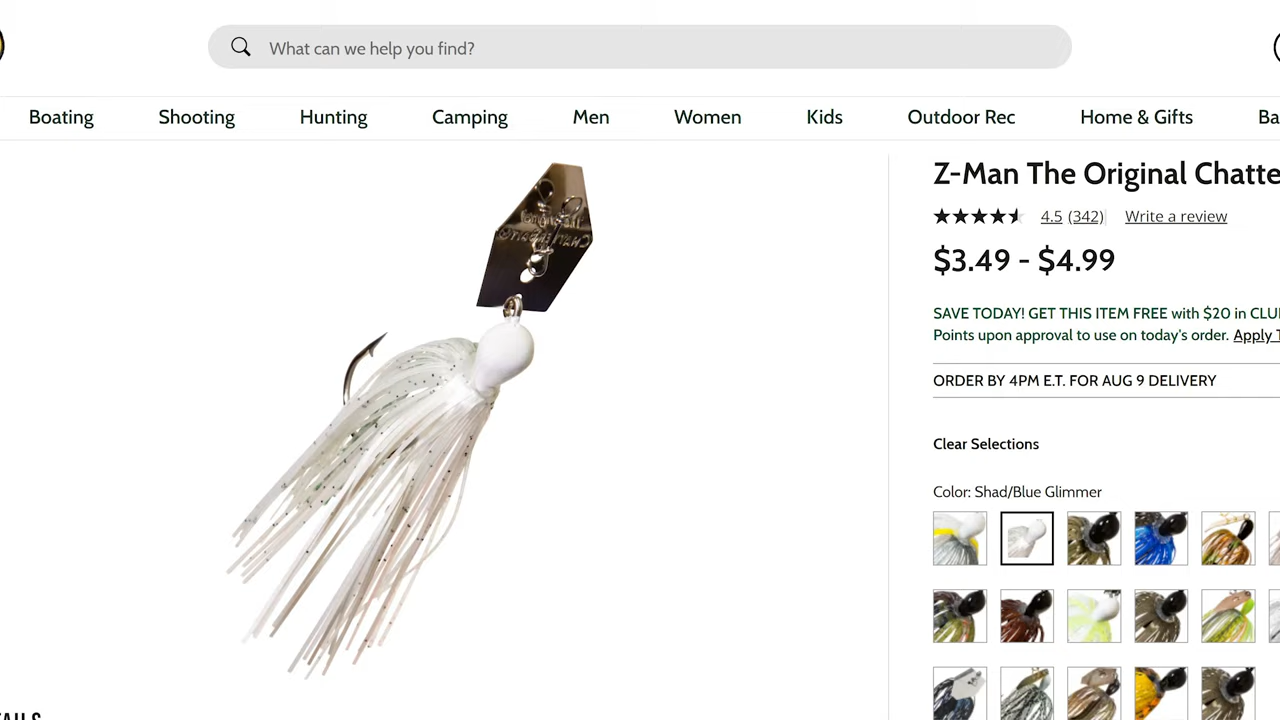 What can we help you find?
Boating Shooting Hunting Camping Men Women Kids Outdoor Rec Home & Gifts Ba
Z-Man The Original Chatte
4.5 (342) Write a review
$3.49 - $4.99
SAVE TODAY! GET THIS ITEM FREE with $20 in CLU
Points upon approval to use on today's order. Apply
ORDER BY 4PM E.T. FOR AUG 9 DELIVERY
Clear Selections
Color: Shad/Blue Glimmer